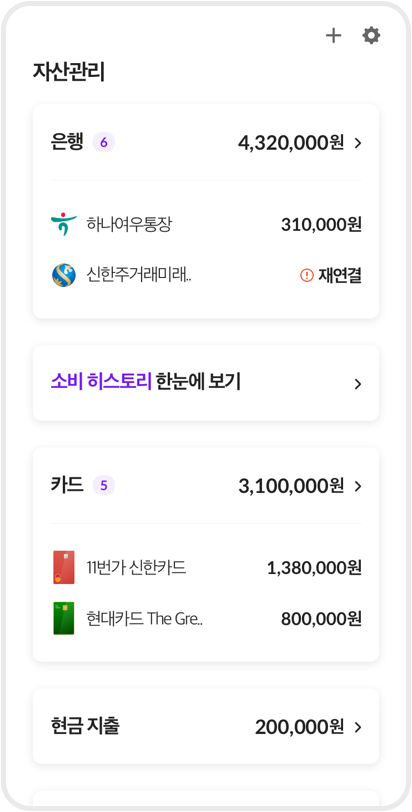 자산관리
은행 6 4,320,000원
하나여우통장 310,000원
신한주거래미래.. 재연결
소비 히스토리 한눈에 보기
카드 5 3,100,000원
11번가 신한카드 1,380,000원
현대카드 The Gre.. 800,000원
현금 지출 200,000원